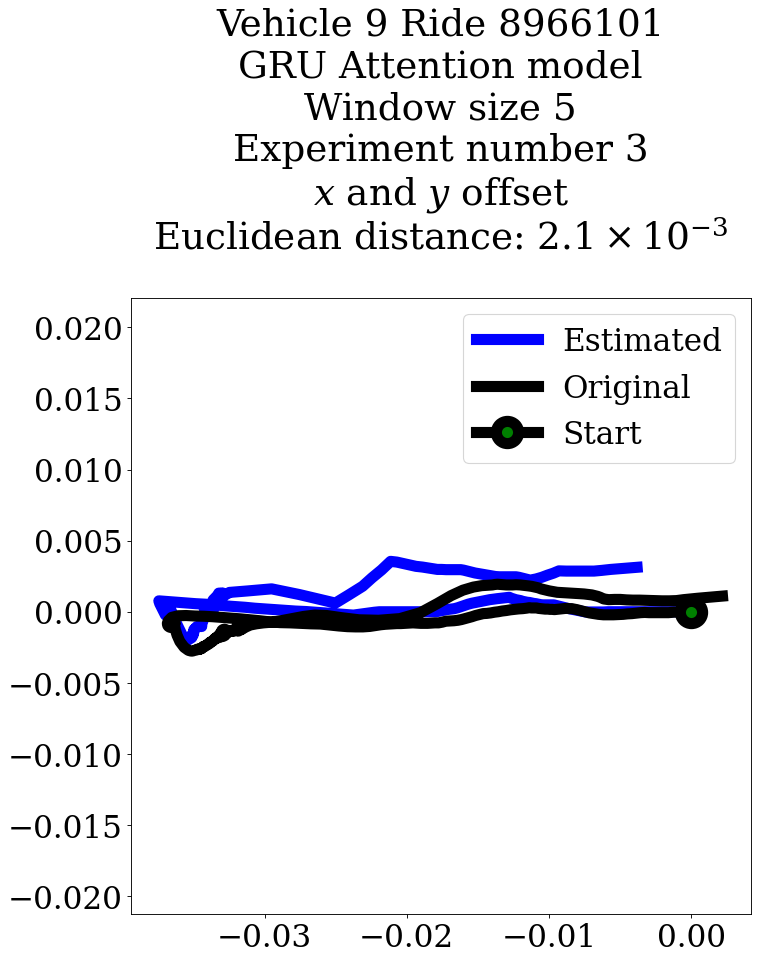 Vehicle 9 Ride 8966101
GRU Attention model
Window size 5
Experiment number 3
x and y offset
Euclidean distance: 2.1 × 10⁻³
Estimated
Original
Start
0.020
0.015
0.010
0.005
0.000
−0.005
−0.010
−0.015
−0.020
−0.03 −0.02 −0.01 0.00